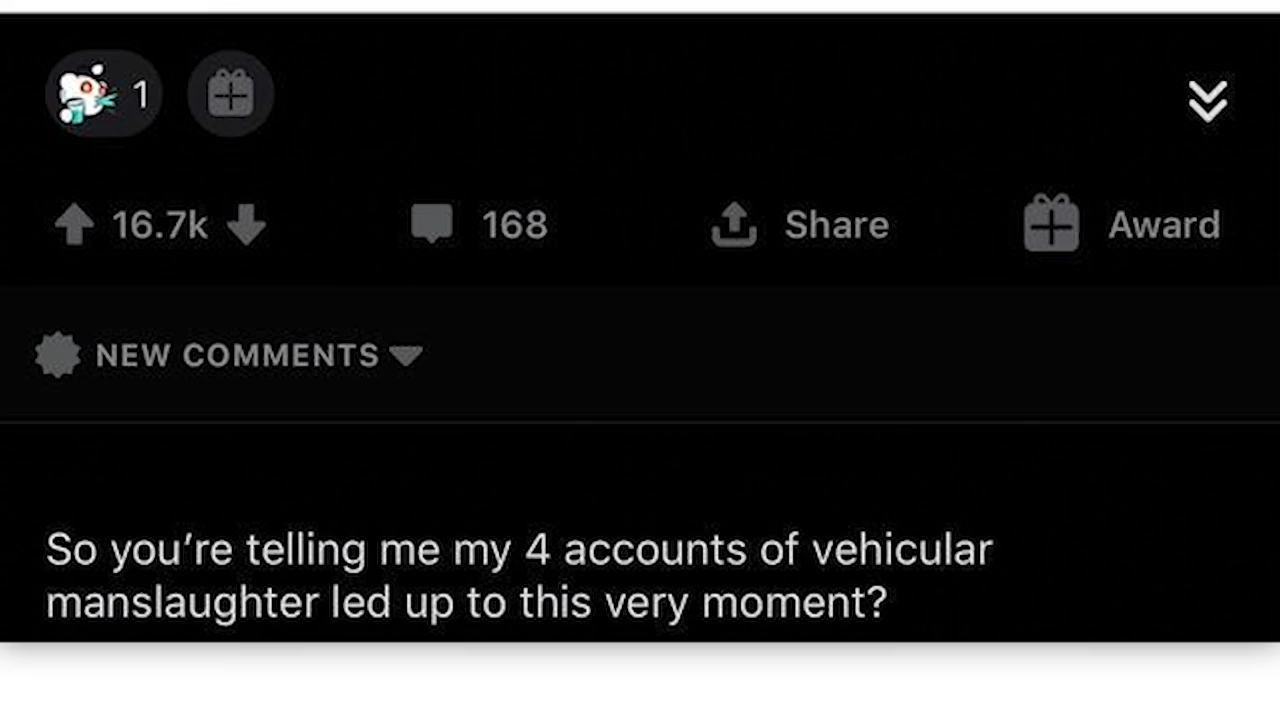 1
16.7k 168 Share Award
NEW COMMENTS
So you’re telling me my 4 accounts of vehicular
manslaughter led up to this very moment?